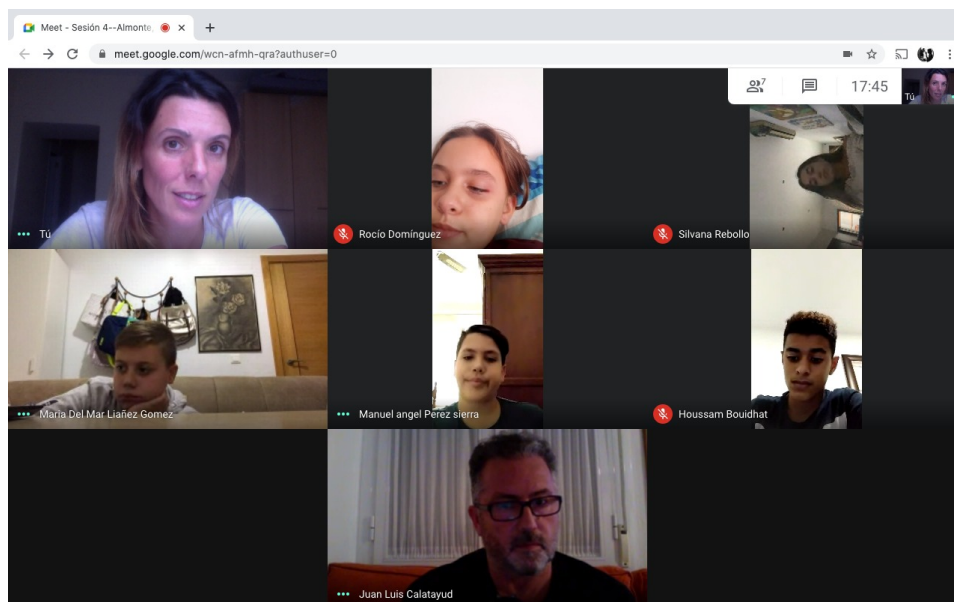 Meet - Sesión 4--Almonte,
meet.google.com/wcn-afmh-qra?authuser=0
7
17:45
Tú
Tú
Rocío Domínguez
Silvana Rebollo
Maria Del Mar Liañez Gomez
Manuel angel Perez sierra
Houssam Bouidhat
Juan Luis Calatayud